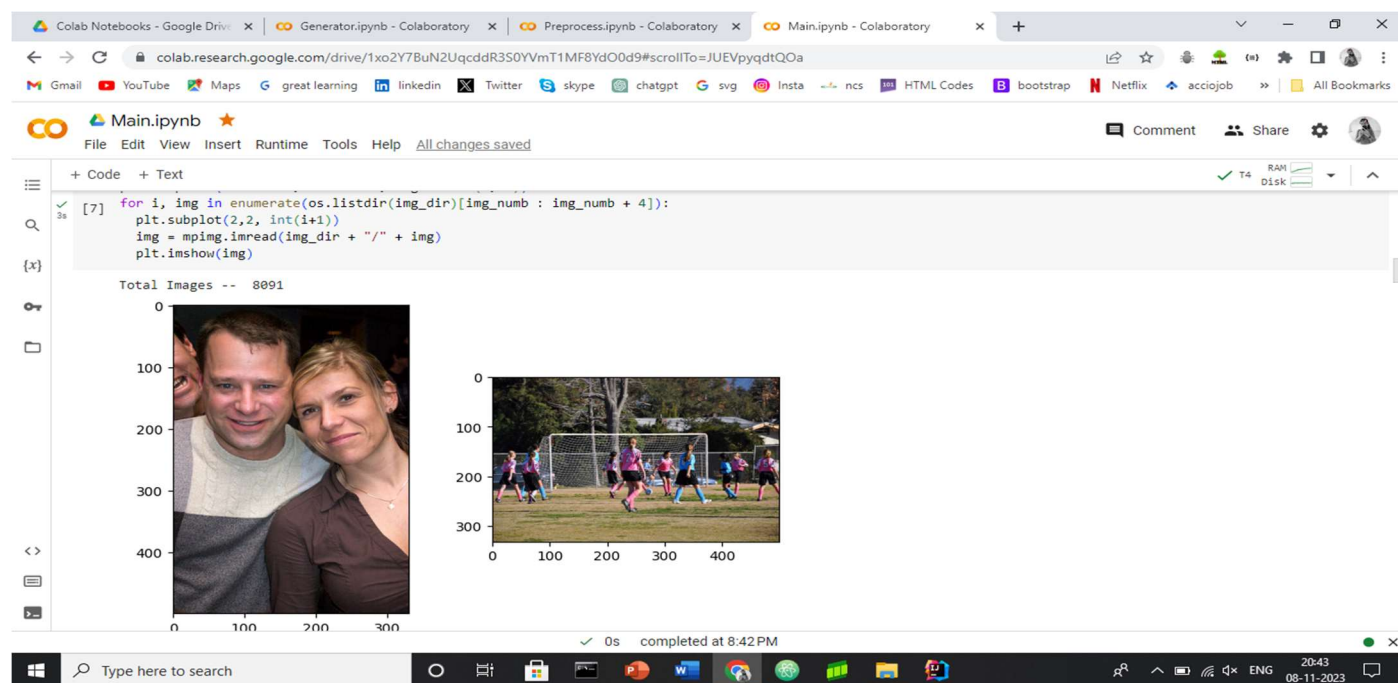 Colab Notebooks - Google Drive Generator.ipynb - Colaboratory Preprocess.ipynb - Colaboratory Main.ipynb - Colaboratory
colab.research.google.com/drive/1xo2Y7BuN2UqcddR3S0YVmT1MF8YdO0d9#scrollTo=JUEVpyqdtQOa
Gmail YouTube Maps great learning linkedin Twitter skype chatgpt svg Insta ncs HTML Codes bootstrap Netflix acciojob » All Bookmarks
Main.ipynb
File Edit View Insert Runtime Tools Help All changes saved
Comment Share
+ Code + Text
T4 RAM
Disk
[7] for i, img in enumerate(os.listdir(img_dir)[img_numb : img_numb + 4]):
3s
plt.subplot(2,2, int(i+1))
img = mpimg.imread(img_dir + "/" + img)
plt.imshow(img)
{x}
Total Images -- 8091
0
100
200
300
400
0 100 200 300
0
100
200
300
0 100 200 300 400
0s completed at 8:42 PM
Type here to search
ENG
20:43
08-11-2023